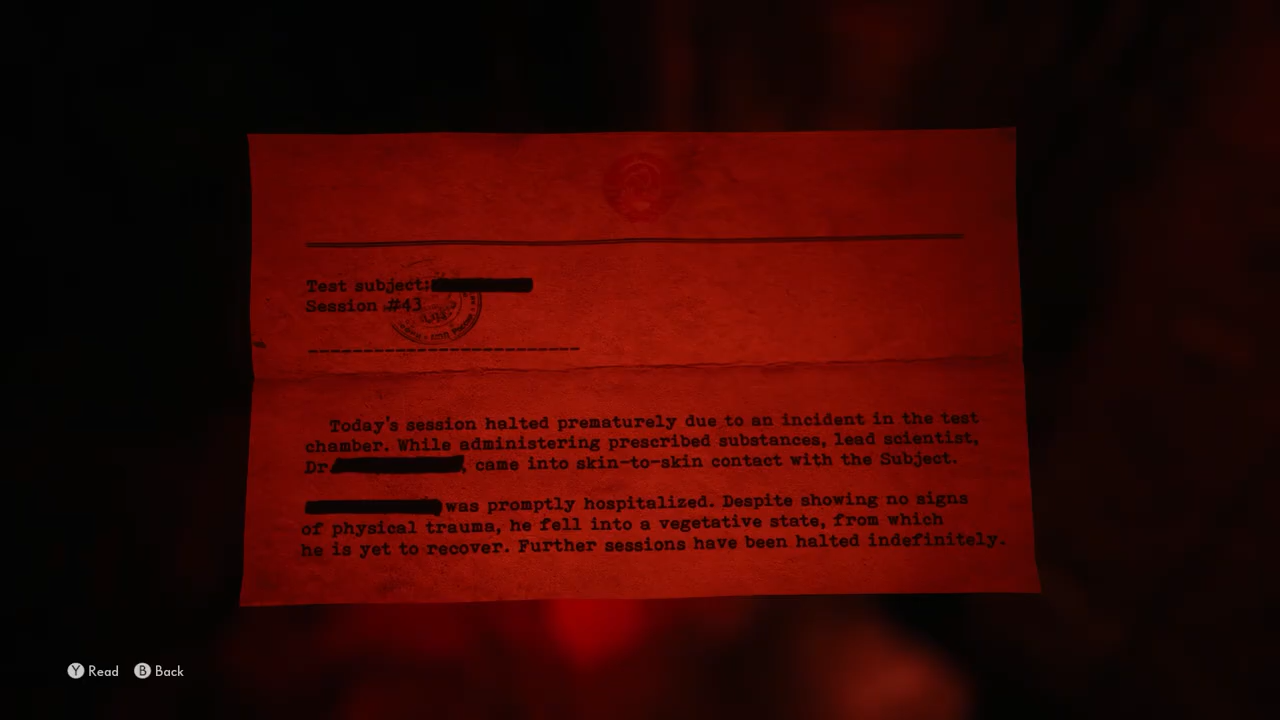 Test subject:
Session #43
Today's session halted prematurely due to an incident in the test
chamber. While administering prescribed substances, lead scientist,
Dr , came into skin-to-skin contact with the Subject.
was promptly hospitalized. Despite showing no signs
of physical trauma, he fell into a vegetative state, from which
he is yet to recover. Further sessions have been halted indefinitely.
Y Read B Back